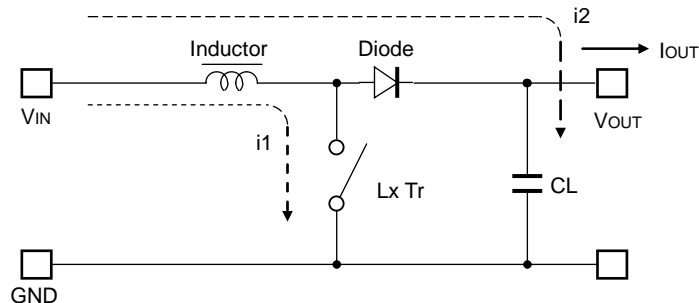 i2
Inductor
Diode
IOUT
VIN
VOUT
i1
Lx Tr
CL
GND